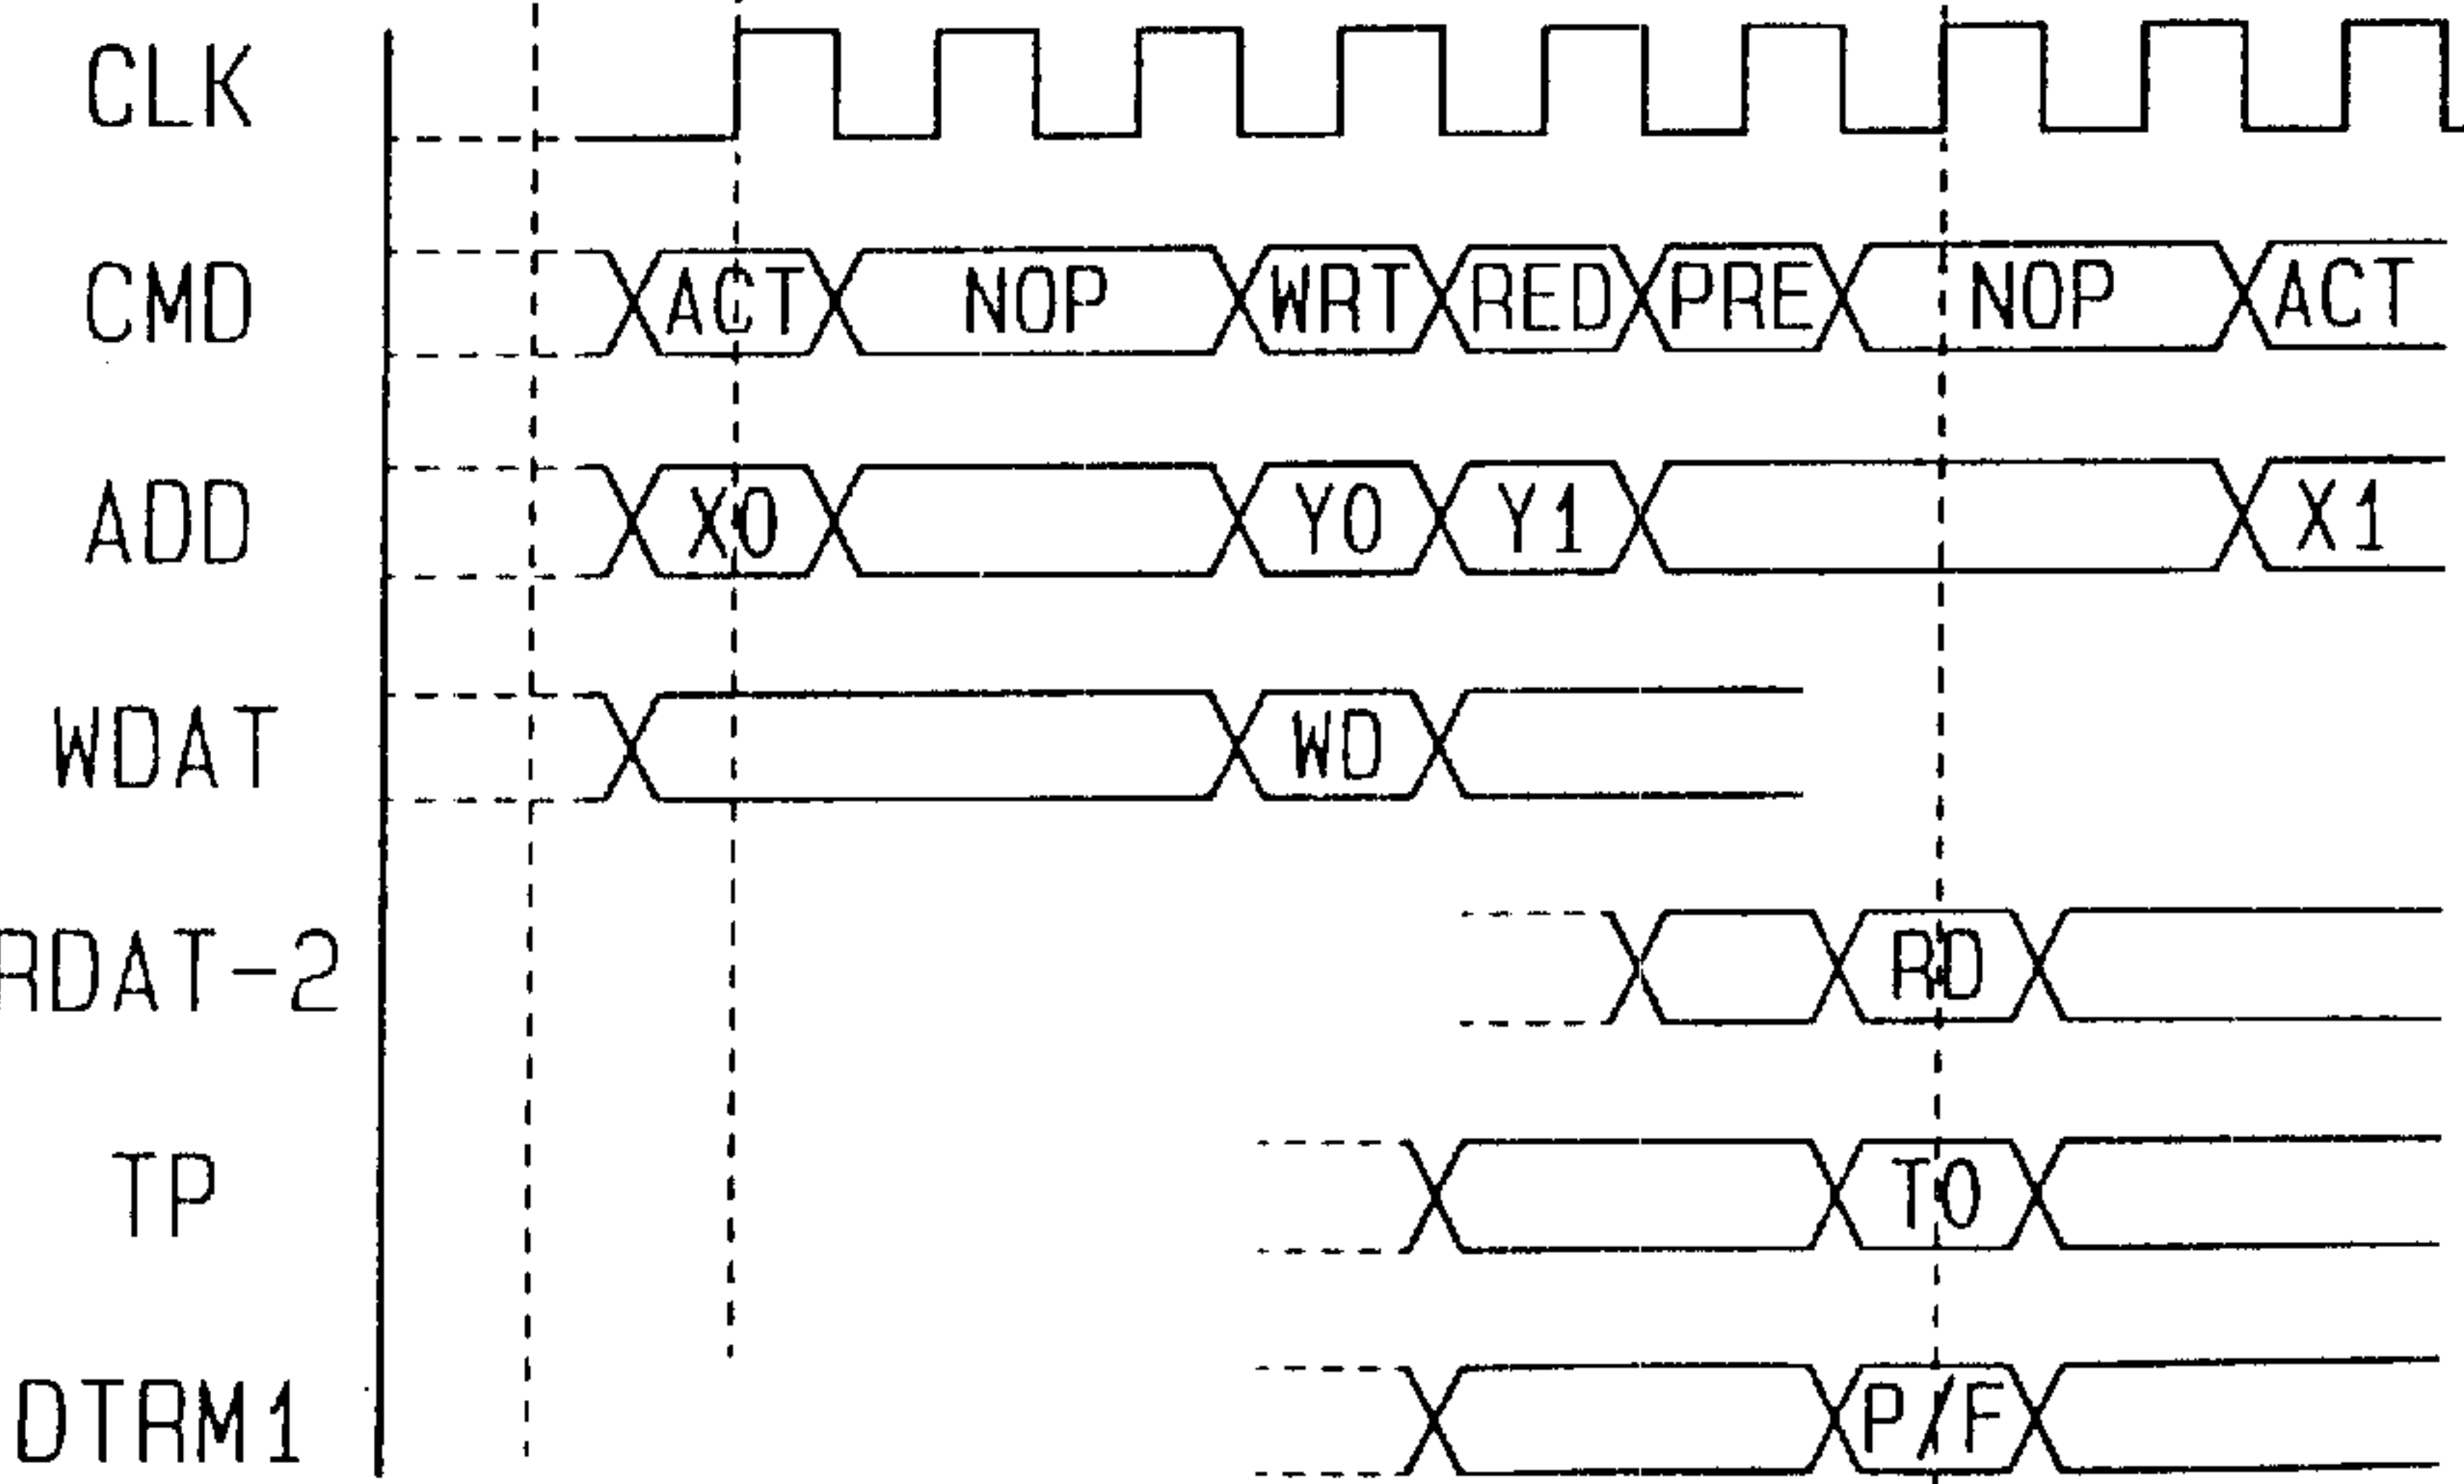 CLK
CMD ACT NOP WRT RED PRE NOP ACT
ADD X0 Y0 Y1 X1
WDAT WD
RDAT-2 RD
TP T0
DTRM1 P/F